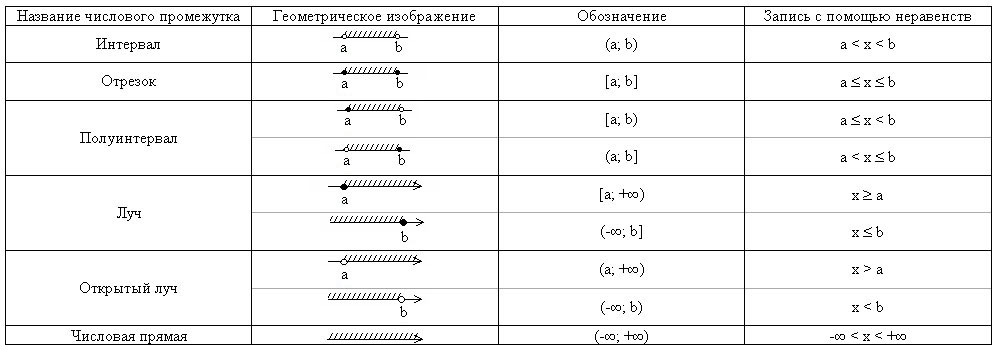 Название числового промежутка Геометрическое изображение Обозначение Запись с помощью неравенств
Интервал a b (a; b) a < x < b
Отрезок a b [a; b] a ≤ x ≤ b
Полуинтервал
a b [a; b) a ≤ x < b
a b (a; b] a < x ≤ b
Луч
a [a; +∞) x ≥ a
b (-∞; b] x ≤ b
Открытый луч
a (a; +∞) x > a
b (-∞; b) x < b
Числовая прямая (-∞; +∞) -∞ < x < +∞